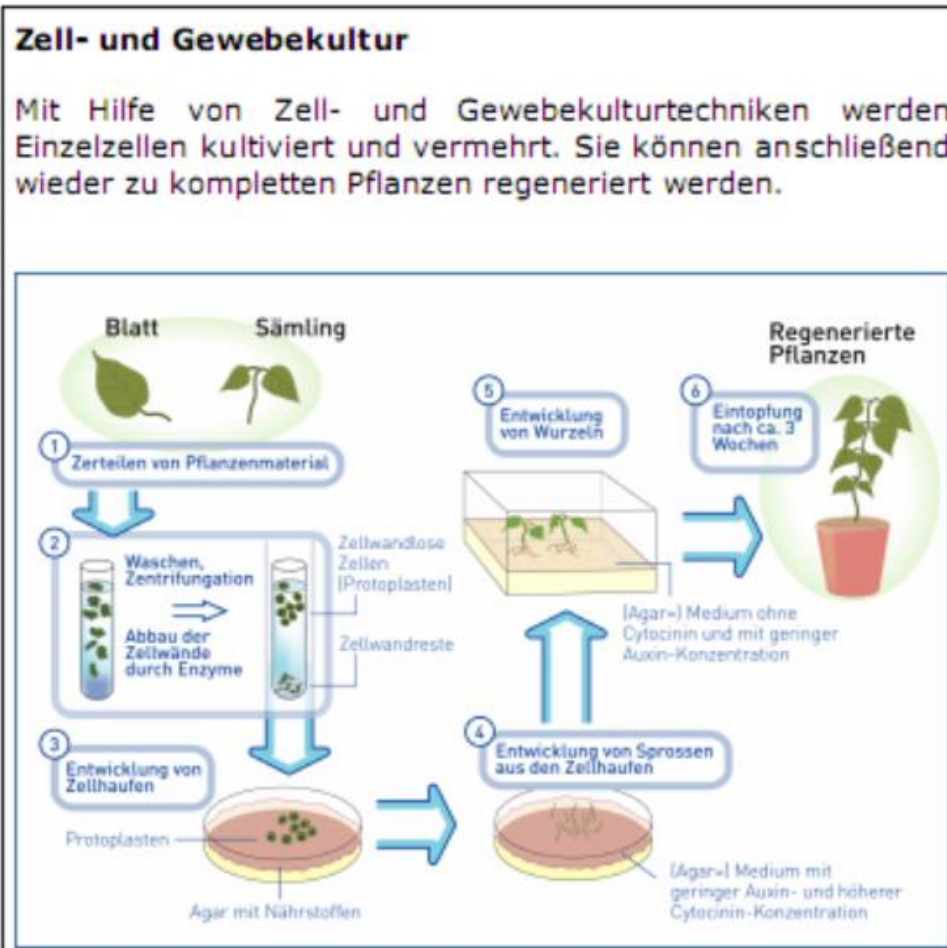 Zell- und Gewebekultur
Mit Hilfe von Zell- und Gewebekulturtechniken werden
Einzelzellen kultiviert und vermehrt. Sie können anschließend
wieder zu kompletten Pflanzen regeneriert werden.
Blatt
Sämling
1
Zerteilen von Pflanzenmaterial
2
Waschen,
Zentrifungation
Abbau der
Zellwände
durch Enzyme
Zellwandlose
Zellen
(Protoplasten)
Zellwandreste
3
Entwicklung von
Zellhaufen
Protoplasten
Agar mit Nährstoffen
4
Entwicklung von Sprossen
aus den Zellhaufen
(Agar=) Medium mit
geringer Auxin- und höherer
Cytocinin-Konzentration
5
Entwicklung
von Wurzeln
(Agar=) Medium ohne
Cytocinin und mit geringer
Auxin-Konzentration
6
Eintopfung
nach ca. 3
Wochen
Regenerierte
Pflanzen